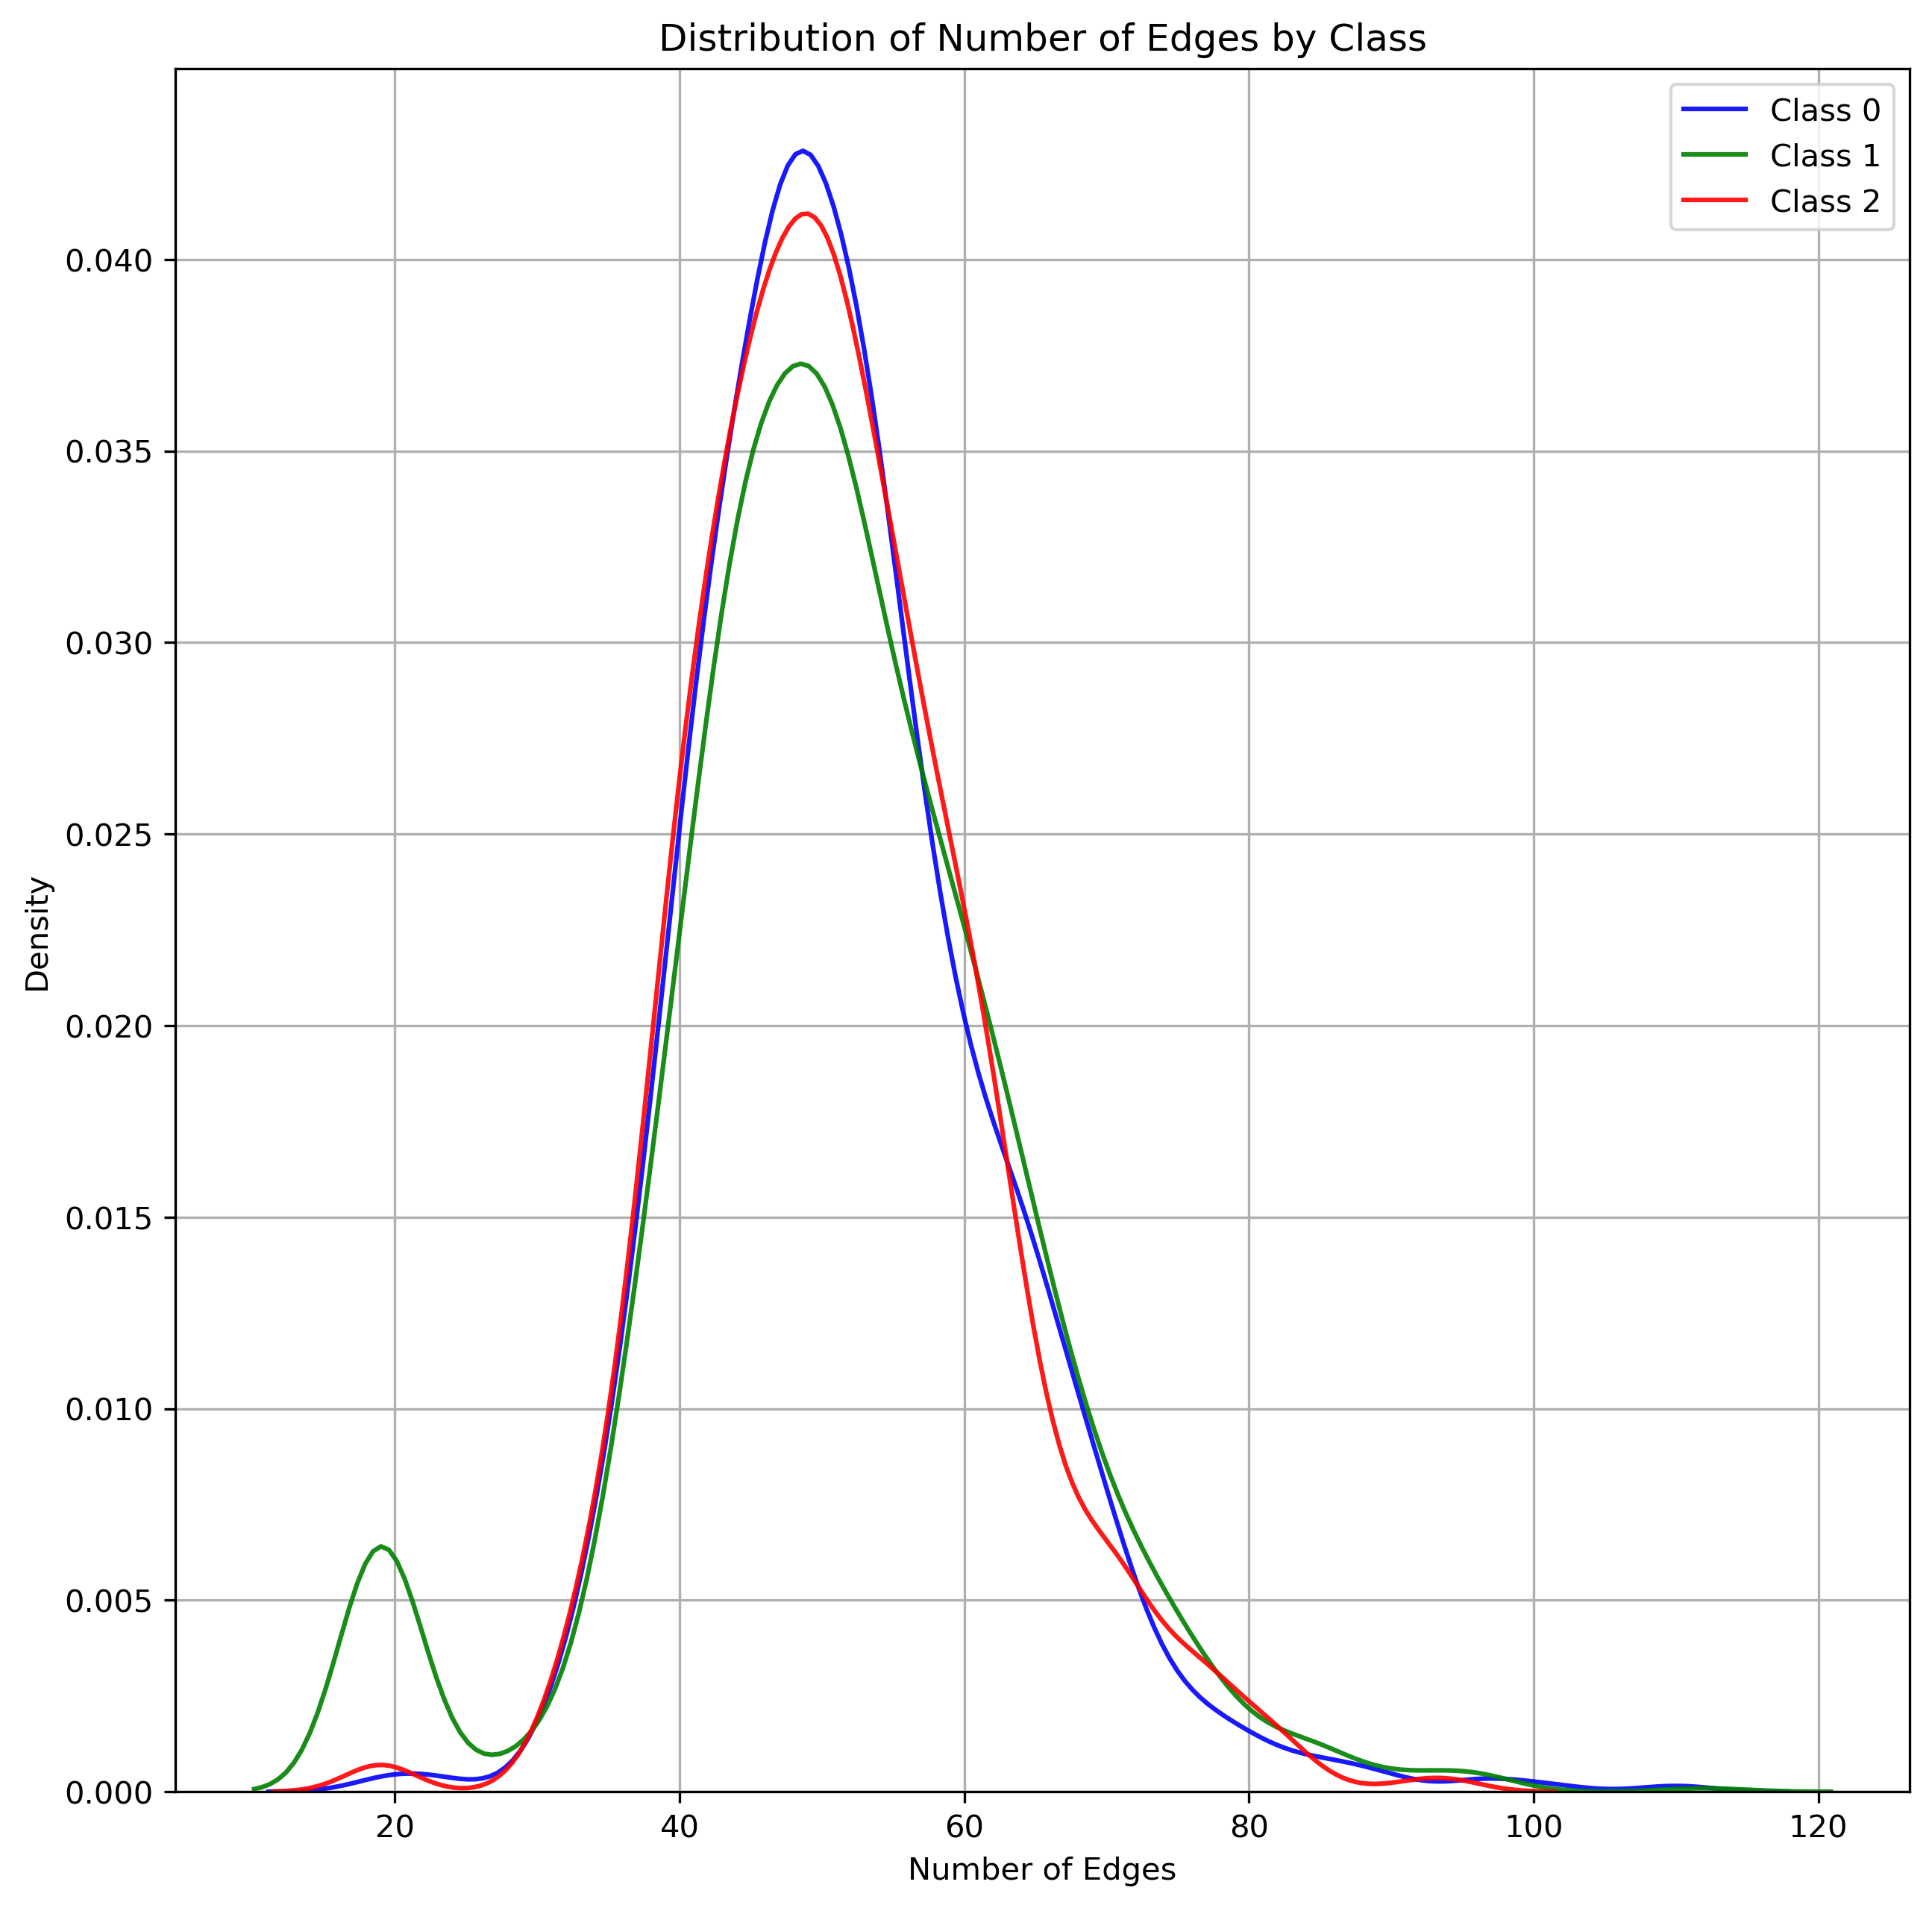 Distribution of Number of Edges by Class
Class 0
Class 1
Class 2
0.040
0.035
0.030
0.025
0.020
0.015
0.010
0.005
0.000
Density
20 40 60 80 100 120
Number of Edges